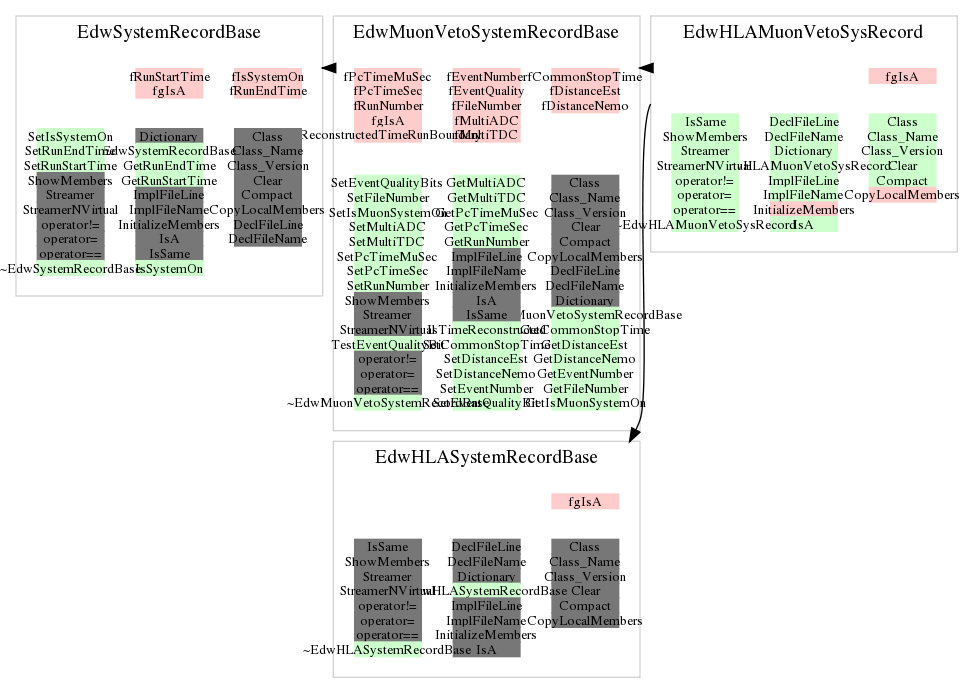 EdwSystemRecordBase
fRunStartTime
fgIsA
fIsSystemOn
fRunEndTime
SetIsSystemOn
SetRunEndTime
SetRunStartTime
ShowMembers
Streamer
StreamerNVirtual
operator!=
operator=
operator==
~EdwSystemRecordBase
Dictionary
EdwSystemRecordBase
GetRunEndTime
GetRunStartTime
ImplFileLine
ImplFileName
InitializeMembers
IsA
IsSame
IsSystemOn
Class
Class_Name
Class_Version
Clear
Compact
CopyLocalMembers
DeclFileLine
DeclFileName
EdwMuonVetoSystemRecordBase
fPcTimeMuSec
fPcTimeSec
fRunNumber
fgIsA
ReconstructedTimeRunBoundary
fEventNumber
fEventQuality
fFileNumber
fMultiADC
fMultiTDC
fCommonStopTime
fDistanceEst
fDistanceNemo
SetEventQualityBits
SetFileNumber
SetIsMuonSystemOn
SetMultiADC
SetMultiTDC
SetPcTimeMuSec
SetPcTimeSec
SetRunNumber
ShowMembers
Streamer
StreamerNVirtual
TestEventQualityBit
operator!=
operator=
operator==
~EdwMuonVetoSystemRecordBase
GetMultiADC
GetMultiTDC
GetPcTimeMuSec
GetPcTimeSec
GetRunNumber
ImplFileLine
ImplFileName
InitializeMembers
IsA
IsSame
IsTimeReconstructed
SetCommonStopTime
SetDistanceEst
SetDistanceNemo
SetEventNumber
SetEventQualityBit
Class
Class_Name
Class_Version
Clear
Compact
CopyLocalMembers
DeclFileLine
DeclFileName
Dictionary
MuonVetoSystemRecordBase
GetCommonStopTime
GetDistanceEst
GetDistanceNemo
GetEventNumber
GetFileNumber
GetIsMuonSystemOn
EdwHLAMuonVetoSysRecord
fgIsA
IsSame
ShowMembers
Streamer
StreamerNVirtual
operator!=
operator=
operator==
~EdwHLAMuonVetoSysRecord
DeclFileLine
DeclFileName
Dictionary
HLAMuonVetoSysRecord
ImplFileLine
ImplFileName
InitializeMembers
IsA
Class
Class_Name
Class_Version
Clear
Compact
CopyLocalMembers
EdwHLASystemRecordBase
fgIsA
IsSame
ShowMembers
Streamer
StreamerNVirtual
operator!=
operator=
operator==
~EdwHLASystemRecordBase
DeclFileLine
DeclFileName
Dictionary
wHLASystemRecordBase
ImplFileLine
ImplFileName
InitializeMembers
IsA
Class
Class_Name
Class_Version
Clear
Compact
CopyLocalMembers